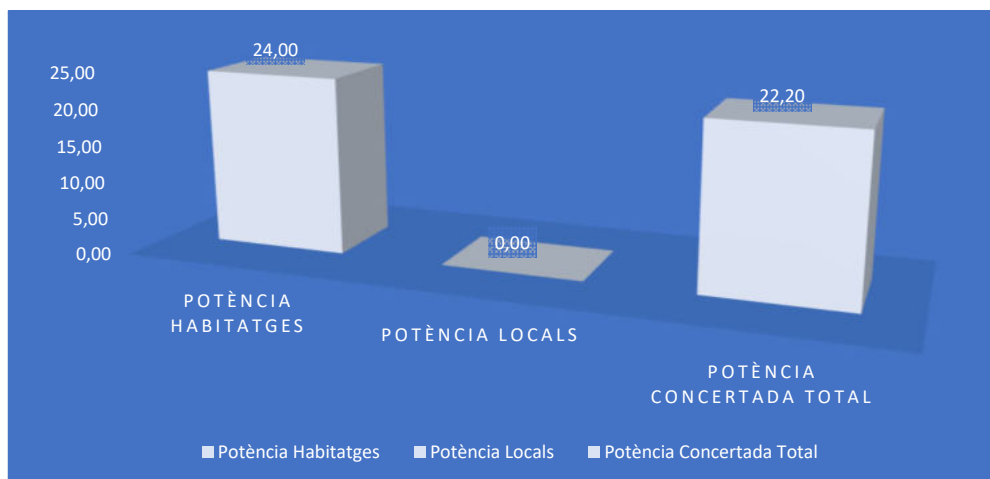 24,00
22,20
0,00
25,00
20,00
15,00
10,00
5,00
0,00
POTÈNCIA
HABITATGES
POTÈNCIA LOCALS
POTÈNCIA
CONCERTADA TOTAL
Potència Habitatges Potència Locals Potència Concertada Total